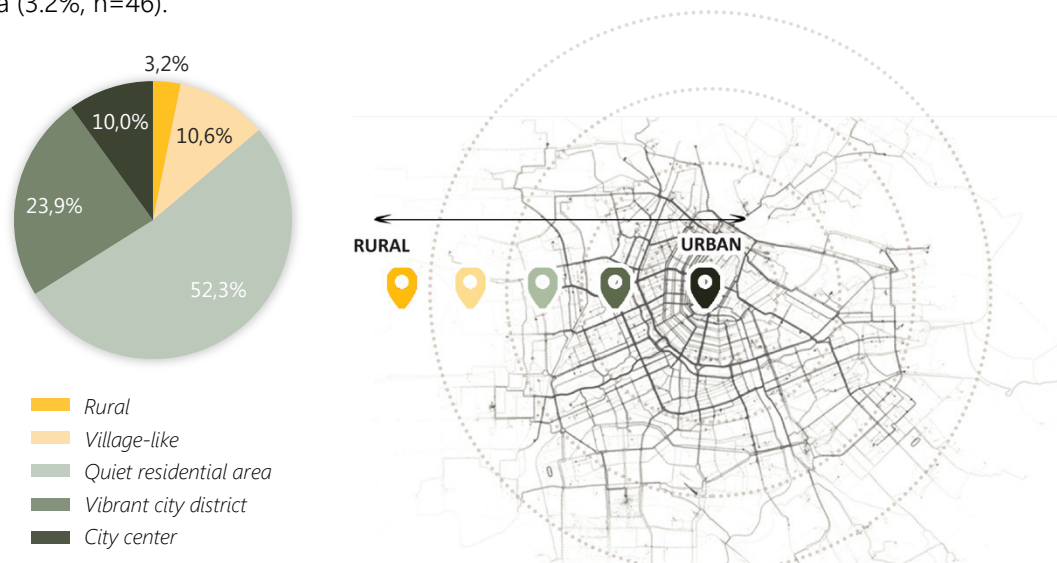 a (3.2%, n=46).
3,2%
10,0%
10,6%
23,9%
52,3%
Rural
Village-like
Quiet residential area
Vibrant city district
City center
RURAL
URBAN